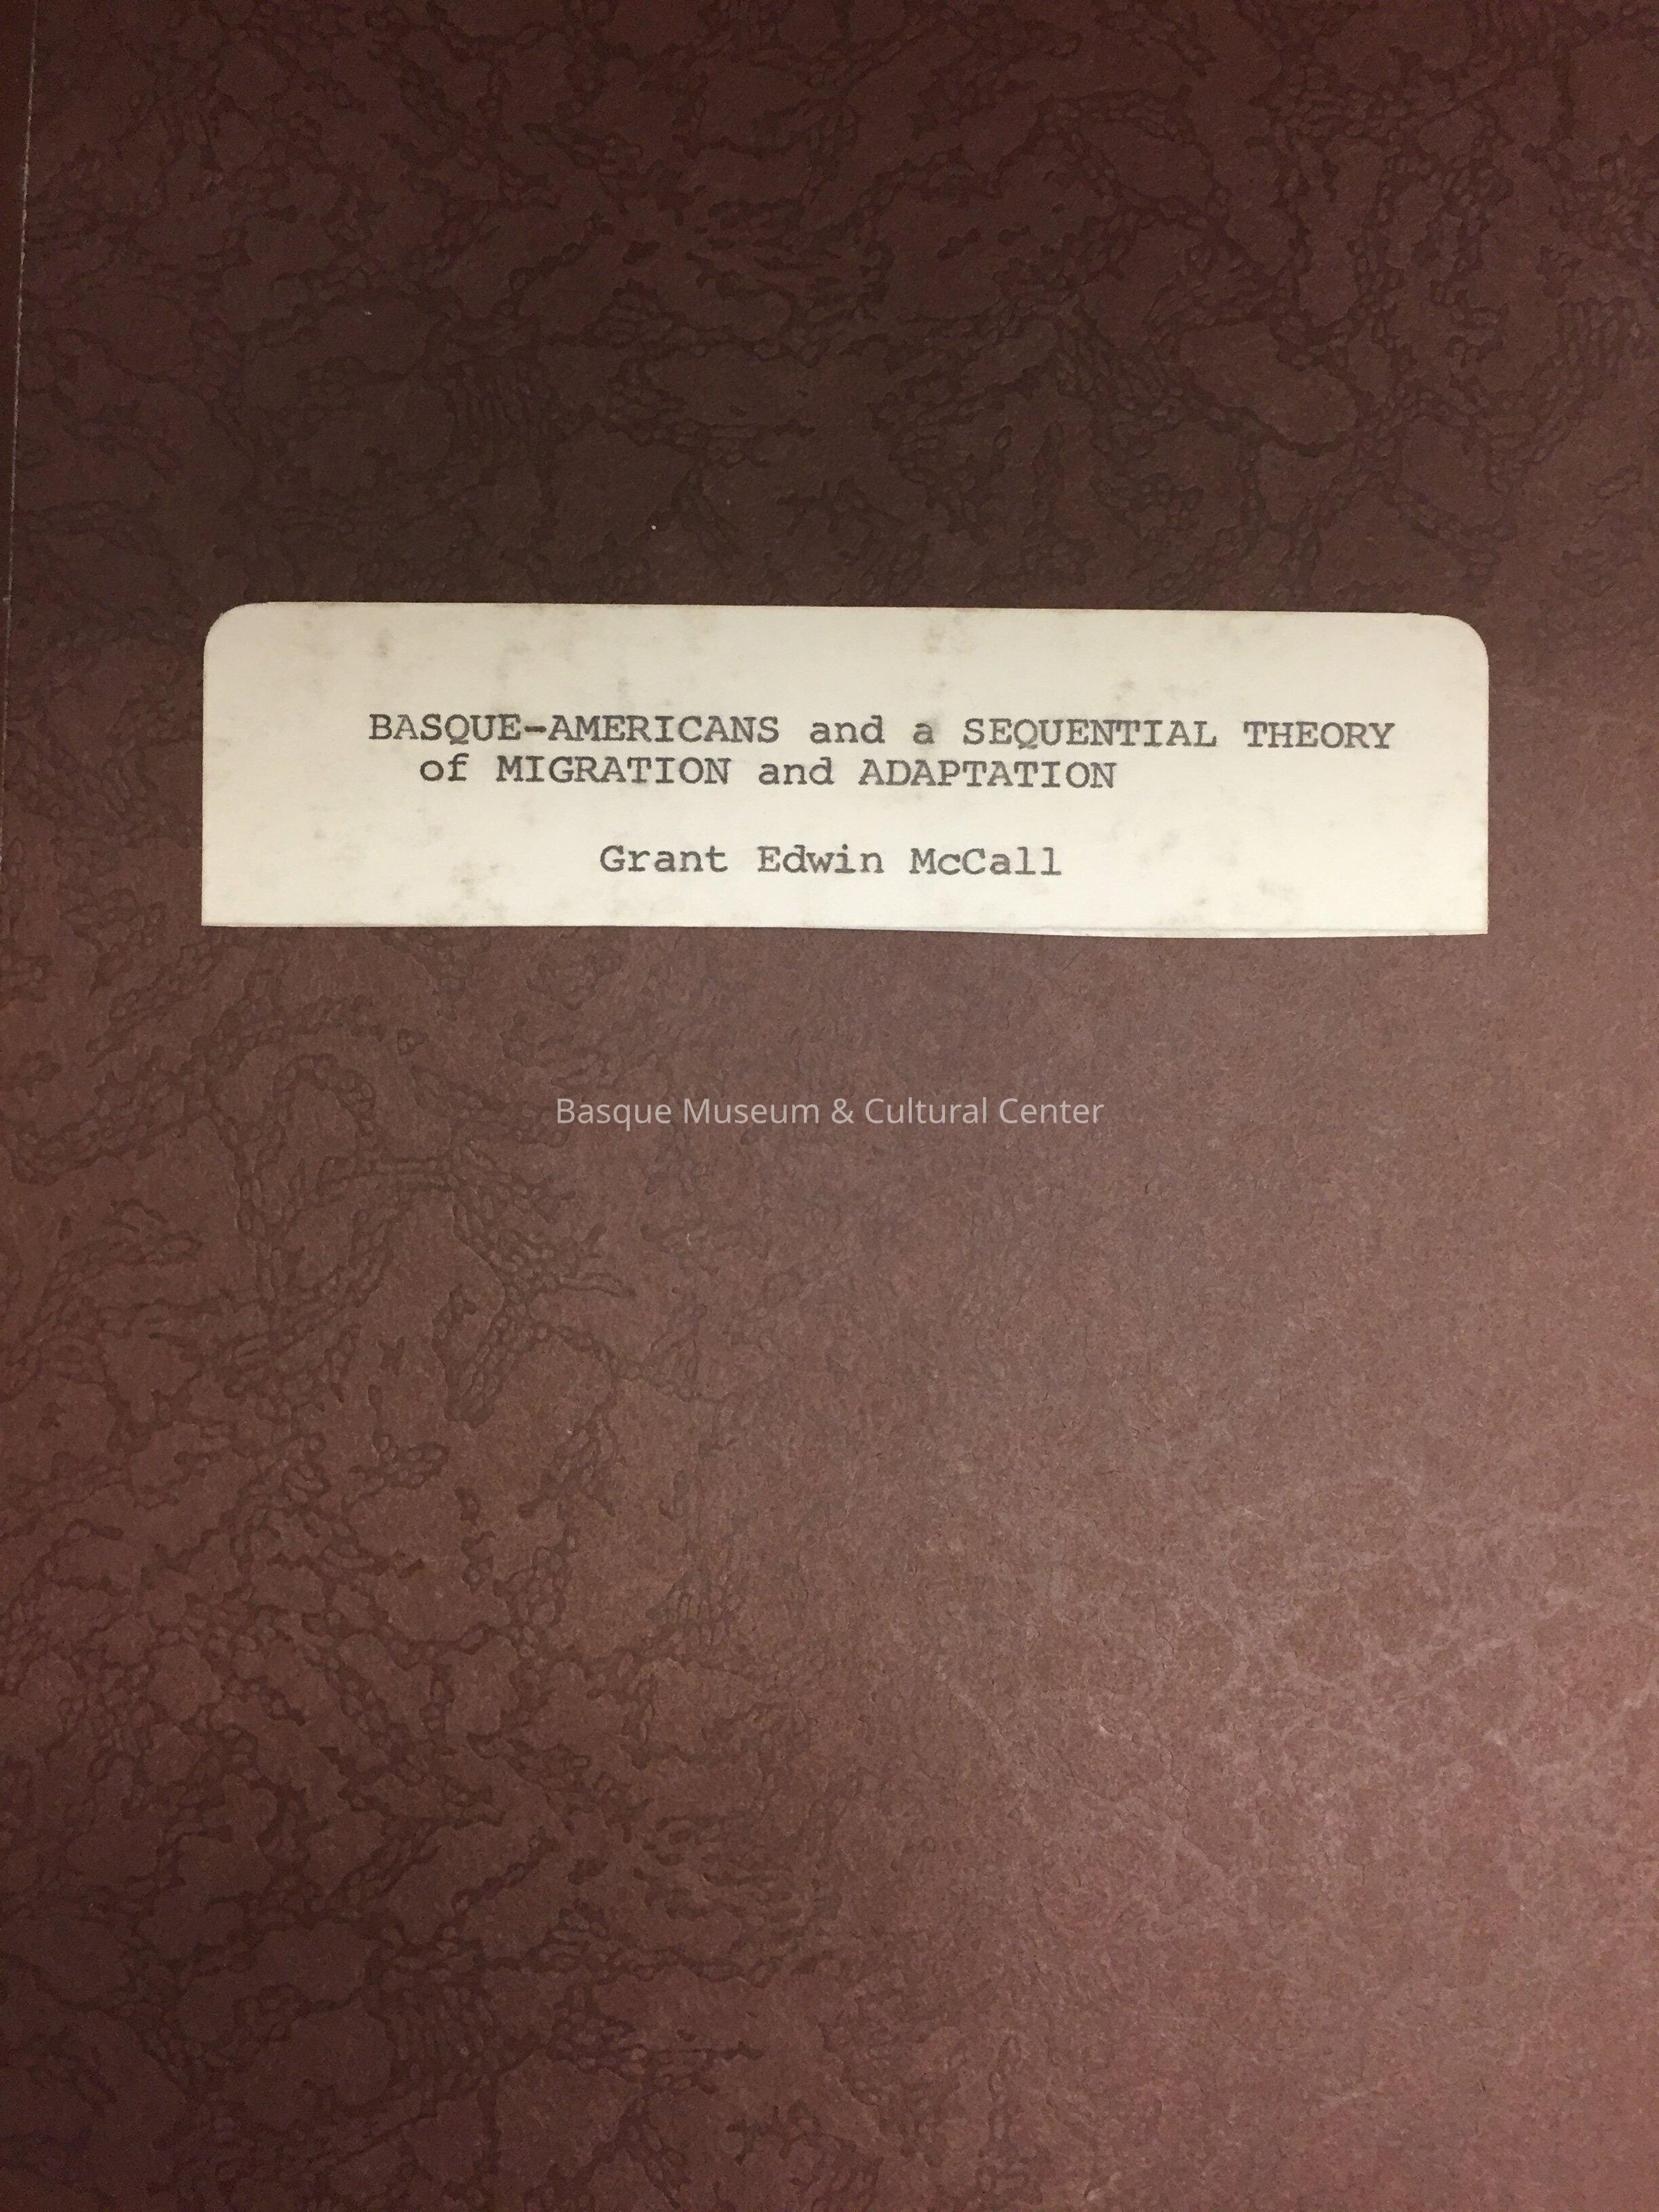 BASQUE-AMERICANS and a SEQUENTIAL THEORY
of MIGRATION and ADAPTATION
Grant Edwin McCall
Basque Museum & Cultural Center